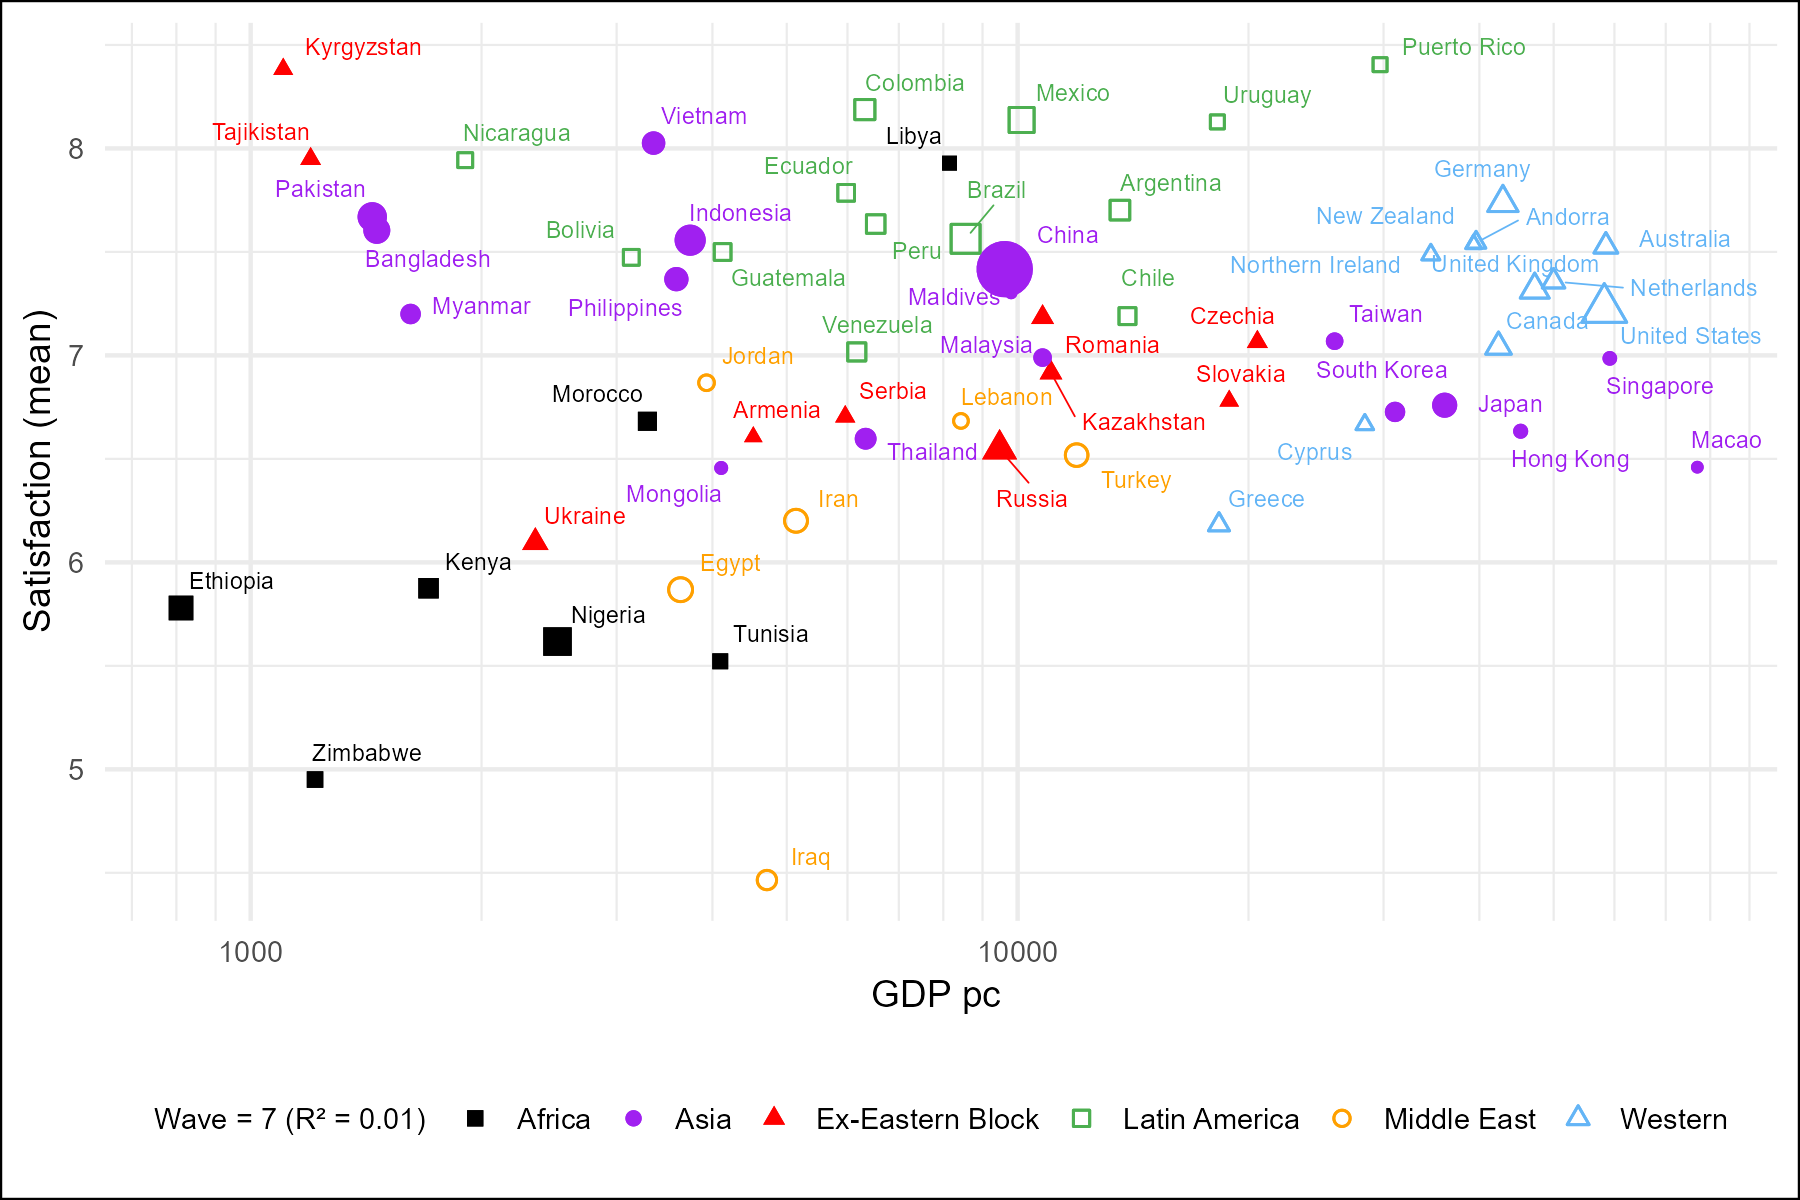 Kyrgyzstan
Puerto Rico
Colombia
Mexico
Uruguay
Vietnam
Tajikistan
Nicaragua
Libya
8
Ecuador
Germany
Pakistan
Brazil
Argentina
Indonesia
New Zealand
Andorra
Bolivia
China
Australia
Peru
Bangladesh
Northern Ireland
United Kingdom
Guatemala
Chile
Netherlands
Maldives
Myanmar
Philippines
Czechia
Taiwan
Canada
Venezuela
United States
Malaysia
Romania
7
Jordan
South Korea
Slovakia
Singapore
Morocco
Serbia
Lebanon
Japan
Armenia
Kazakhstan
Macao
Thailand
Cyprus
Hong Kong
Turkey
Mongolia
Iran
Russia
Greece
Ukraine
Satisfaction (mean)
6
Kenya
Egypt
Ethiopia
Nigeria
Tunisia
Zimbabwe
5
Iraq
1000
10000
GDP pc
Wave = 7 (R² = 0.01) Africa Asia Ex-Eastern Block Latin America Middle East Western